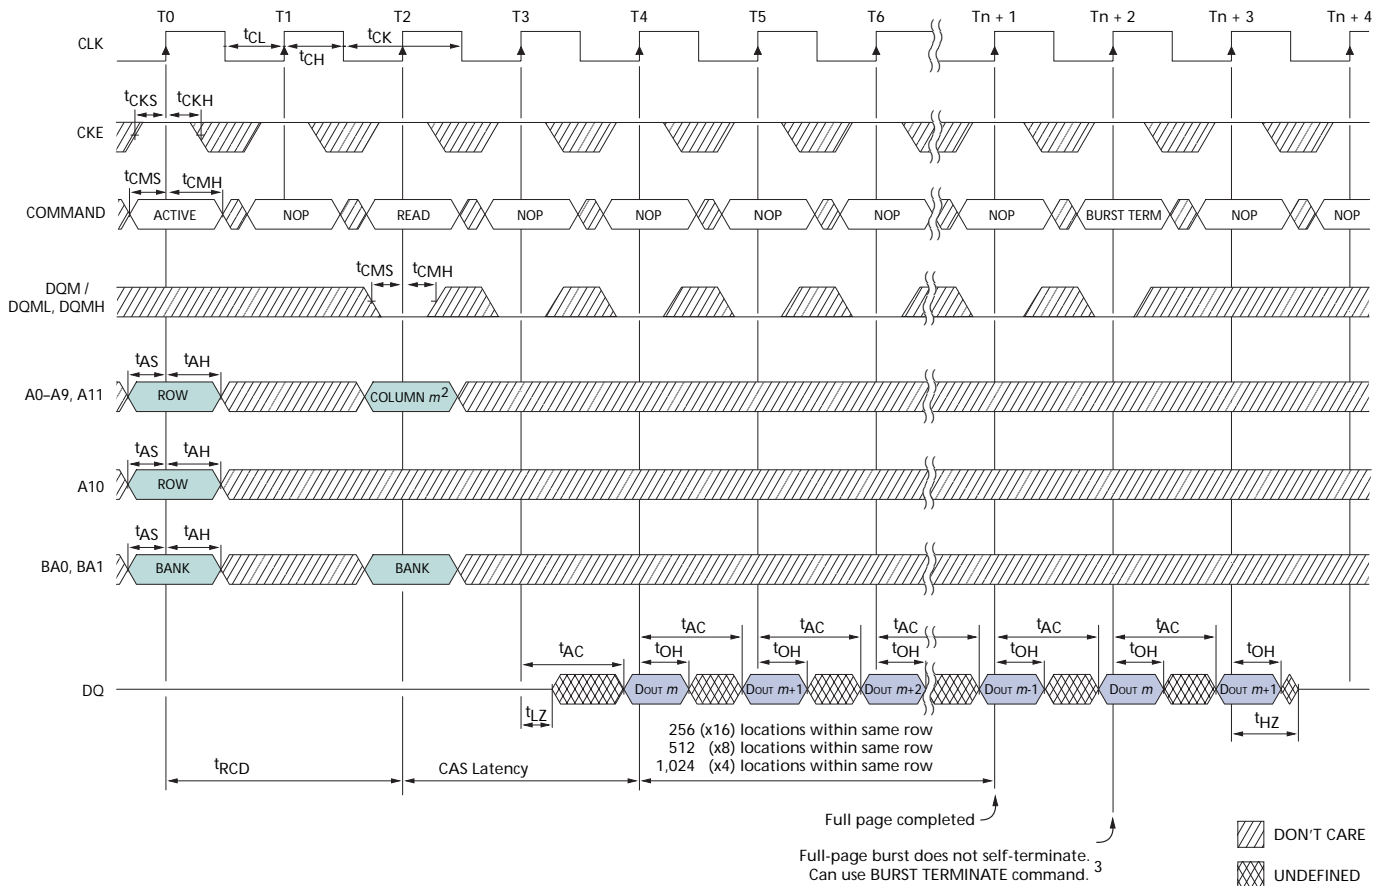 T0 T1 T2 T3 T4 T5 T6 Tn + 1 Tn + 2 Tn + 3 Tn + 4
CLK
tCL tCK
tCH
tCKS tCKH
CKE
tCMS tCMH
COMMAND ACTIVE NOP READ NOP NOP NOP NOP NOP BURST TERM NOP NOP
tCMS tCMH
DQM /
DQML, DQMH
tAS tAH
A0–A9, A11 ROW COLUMN m2
tAS tAH
A10 ROW
tAS tAH
BA0, BA1 BANK BANK
tAC tAC tAC tAC tAC
tAC tOH tOH tOH tOH tOH tOH
DQ DOUT m DOUT m+1 DOUT m+2 DOUT m-1 DOUT m DOUT m+1
tLZ tHZ
256 (x16) locations within same row
512 (x8) locations within same row
1,024 (x4) locations within same row
tRCD CAS Latency
Full page completed
Full-page burst does not self-terminate.
Can use BURST TERMINATE command. 3
DON'T CARE
UNDEFINED